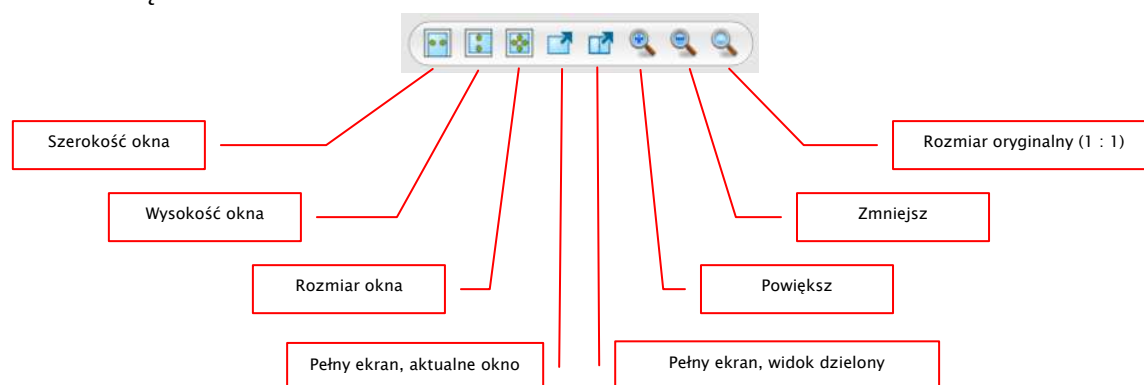 Szerokość okna
Rozmiar oryginalny (1 : 1)
Wysokość okna
Zmniejsz
Rozmiar okna
Powiększ
Pełny ekran, aktualne okno
Pełny ekran, widok dzielony